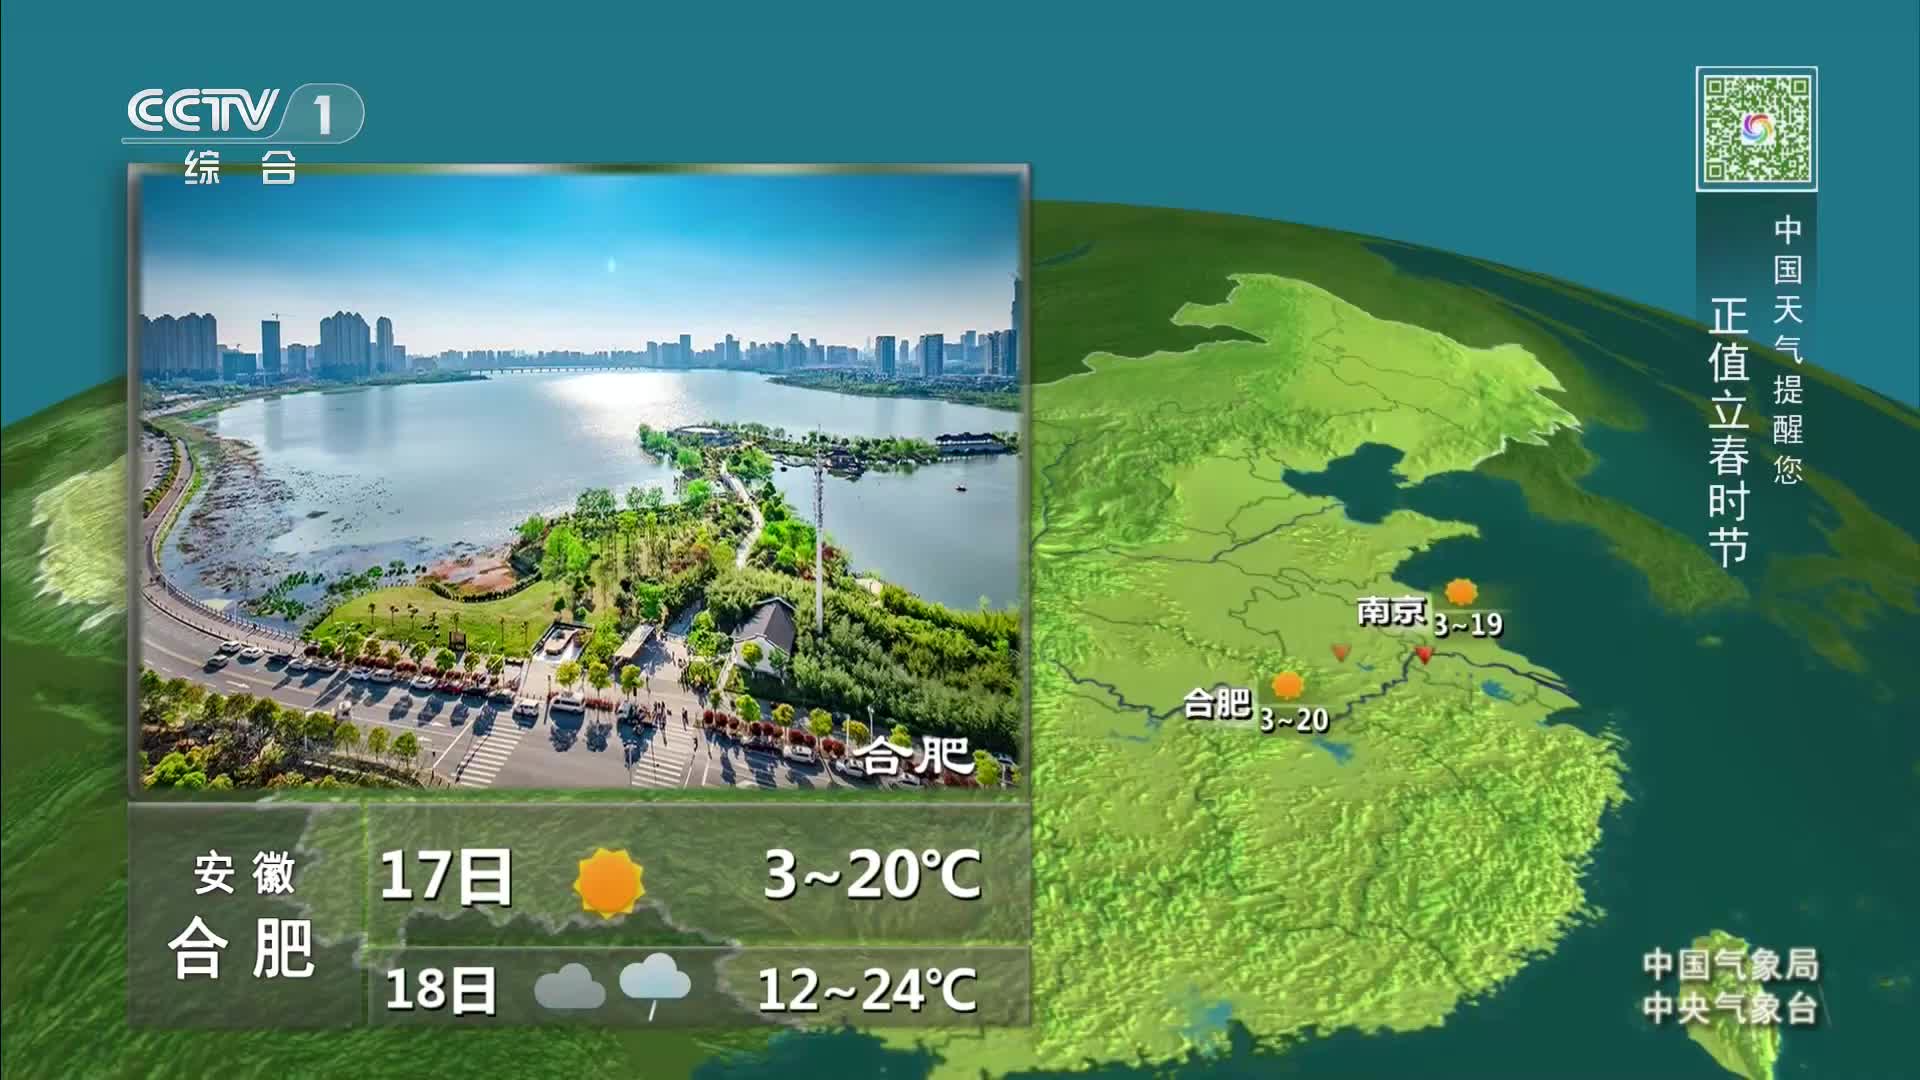 CCTV 1
综合
中国天气提醒您
正值立春时节
南京
3~19
合肥
3~20
合肥
安徽
合肥
17日 3~20℃
18日 12~24℃
中国气象局
中央气象台